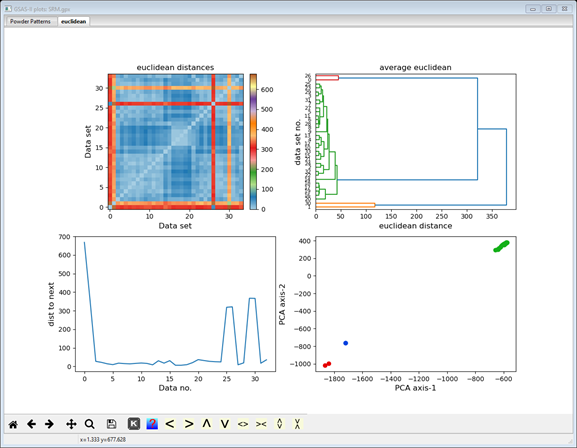 GSAS-II plots: SRMI.gpx
Powder Patterns euclidean
euclidean distances
Data set
30
25
20
15
10
5
0
0 10 20 30
Data set
600
500
400
300
200
100
0
average euclidean
data set no.
0 50 100 150 200 250 300 350
euclidean distance
dist to next
700
600
500
400
300
200
100
0
0 5 10 15 20 25 30
Data no.
PCA axis-2
400
200
0
−200
−400
−600
−800
−1000
−1800 −1600 −1400 −1200 −1000 −800 −600
PCA axis-1
K ?
x=1.333 y=677.628